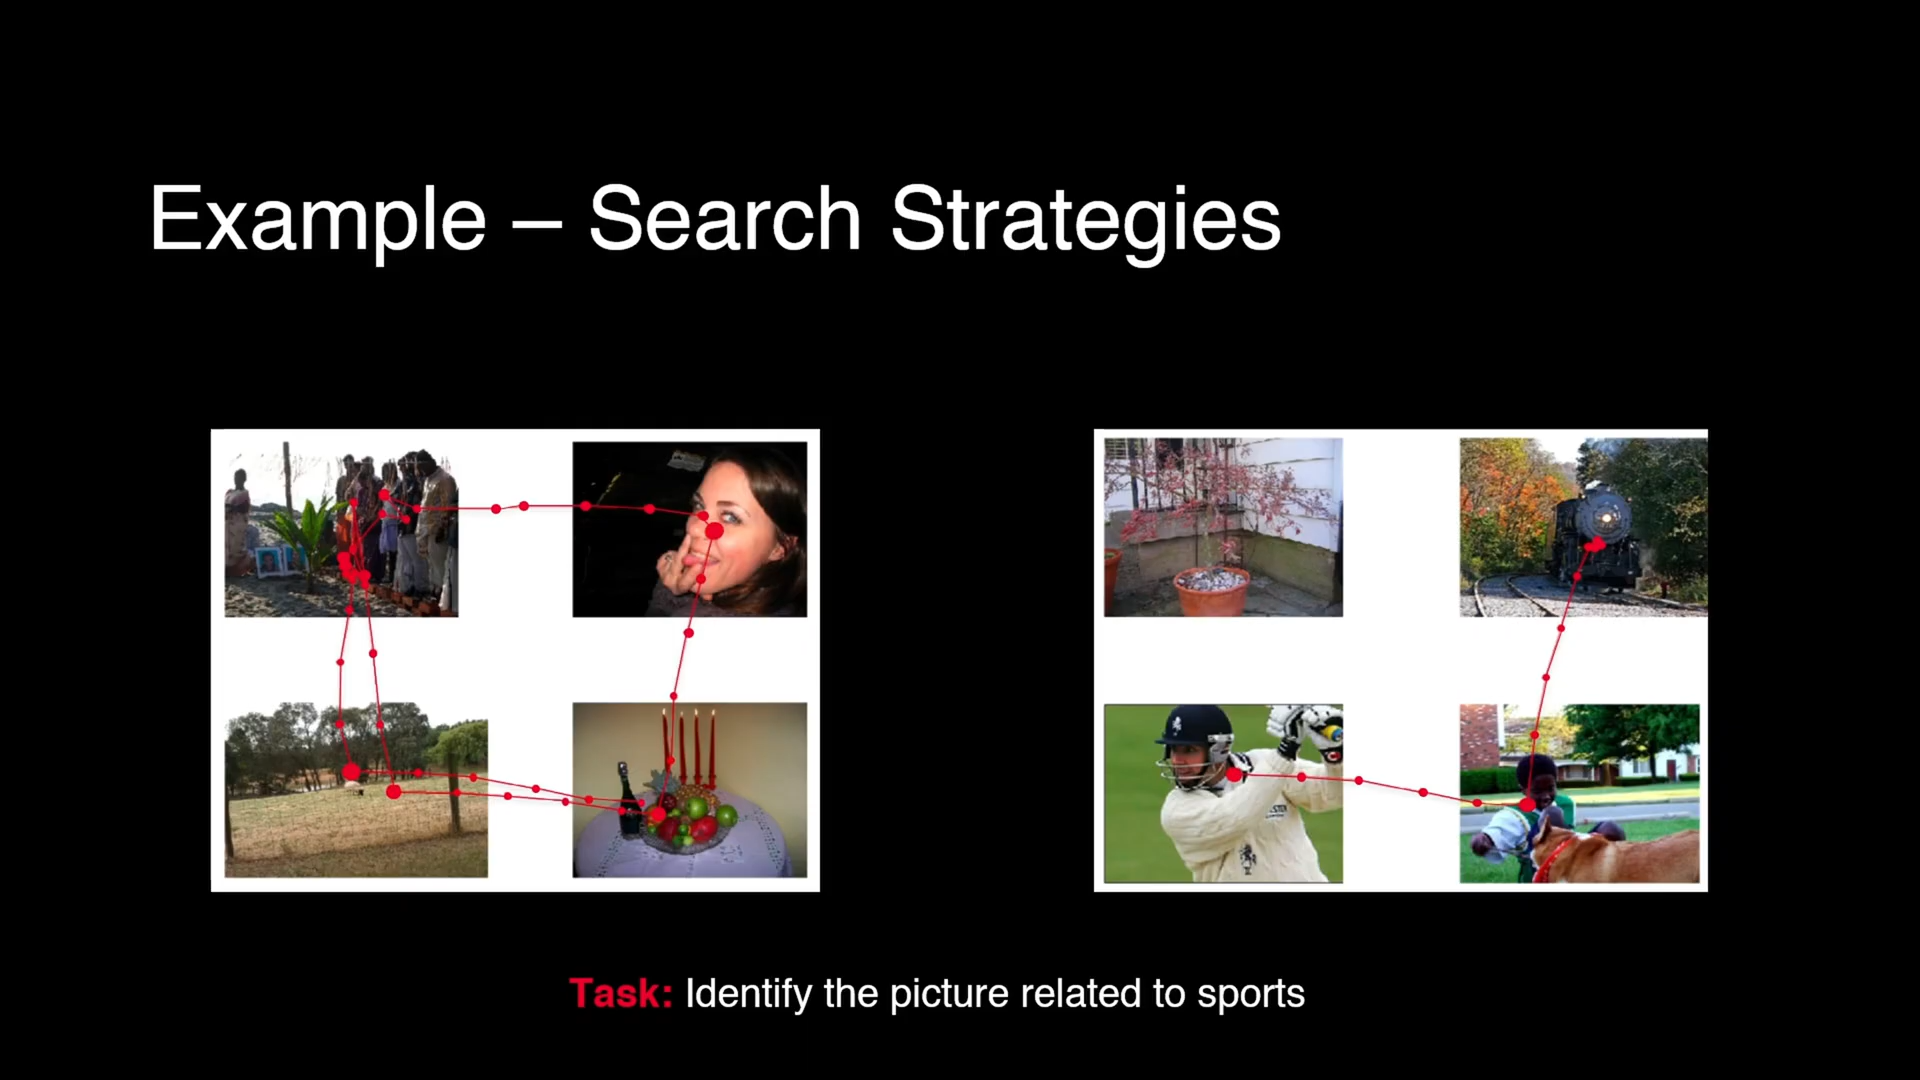 Example – Search Strategies
Task: Identify the picture related to sports